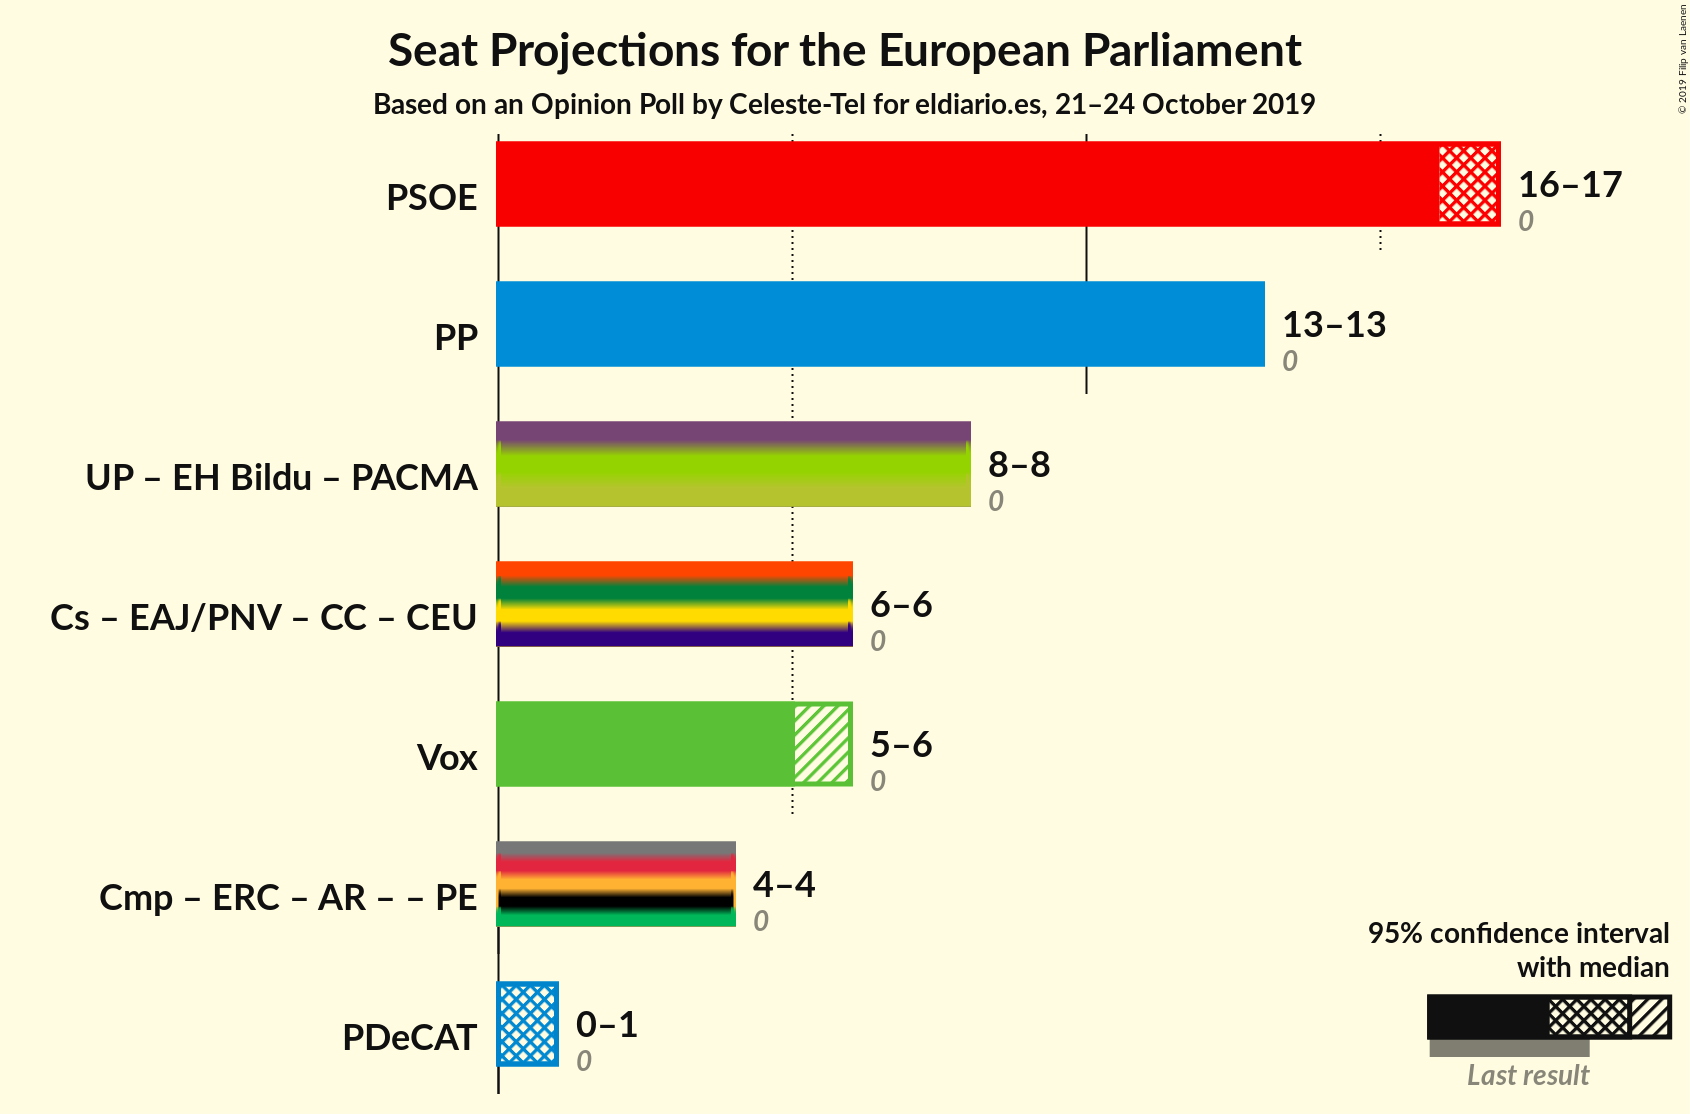 Seat Projections for the European Parliament
Based on an Opinion Poll by Celeste-Tel for eldiario.es, 21–24 October 2019
© 2019 Filip van Laenen
PSOE
16–17
0
PP
13–13
0
UP – EH Bildu – PACMA
8–8
0
Cs – EAJ/PNV – CC – CEU
6–6
0
Vox
5–6
0
Cmp – ERC – AR – – PE
4–4
0
PDeCAT
0–1
0
95% confidence interval
with median
Last result